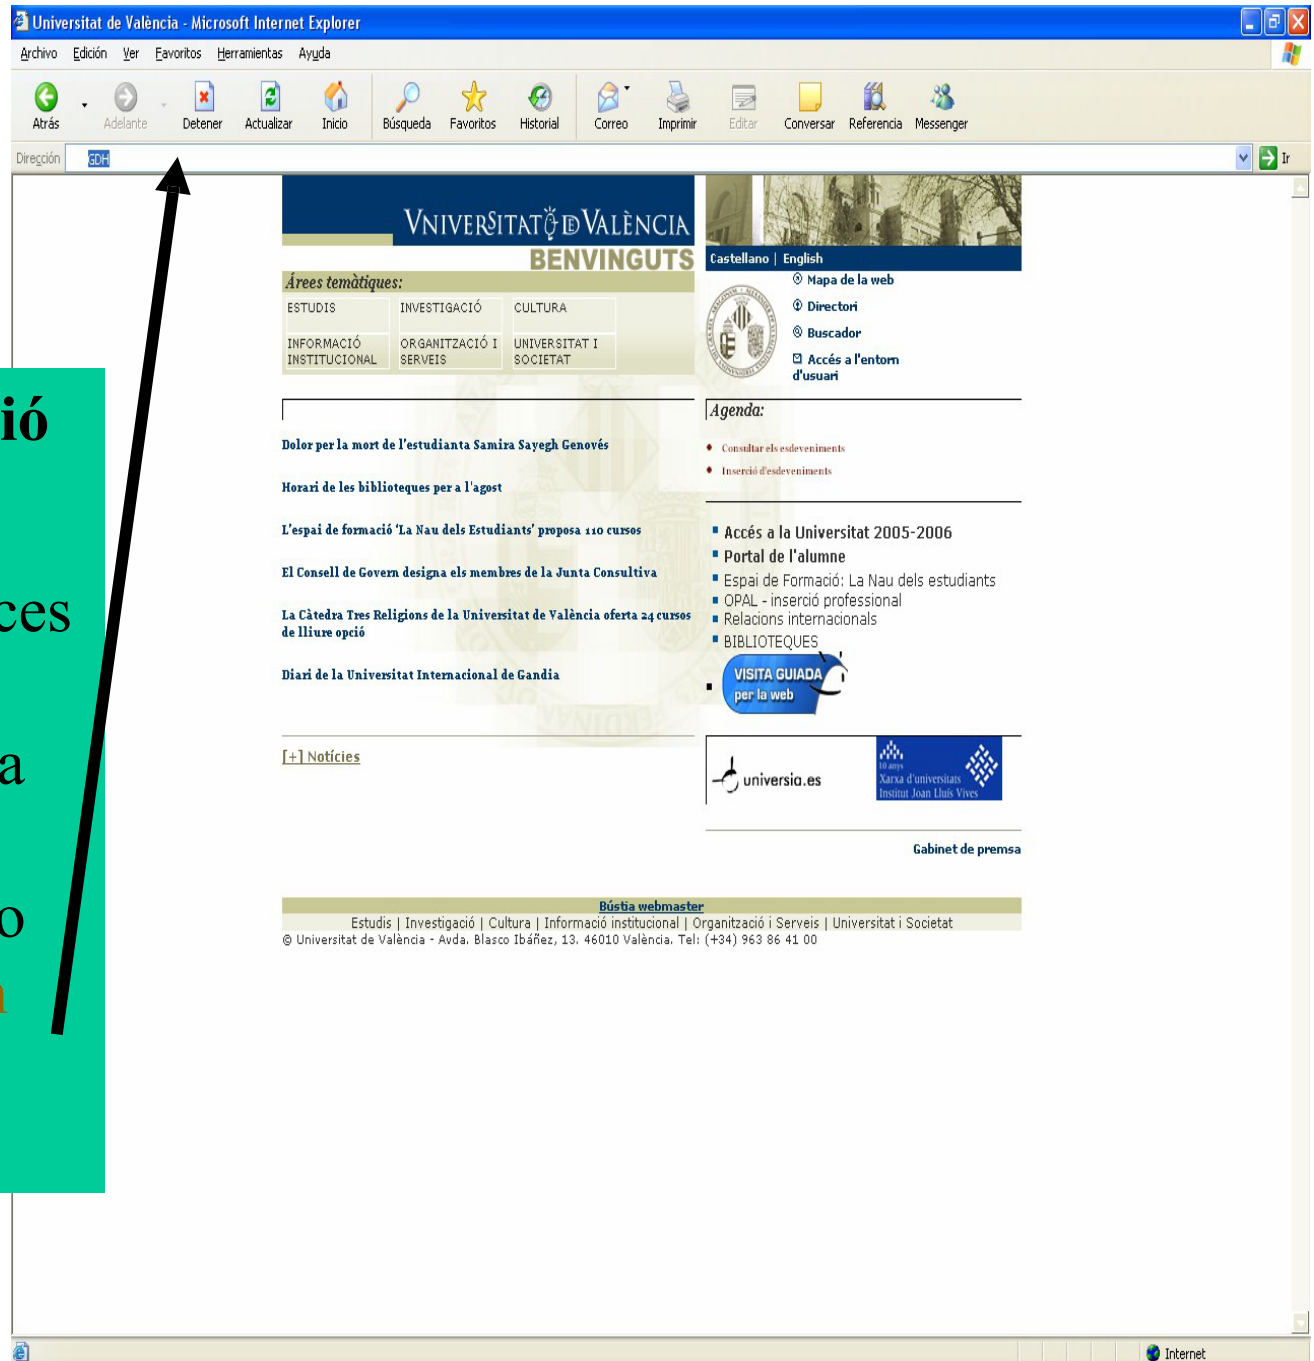 Universitat de València - Microsoft Internet Explorer
Archivo Edición Ver Favoritos Herramientas Ayuda
Atrás Adelante Detener Actualizar Inicio Búsqueda Favoritos Historial Correo Imprimir Editar Conversar Referencia Messenger
Dirección GDH Ir
VNIVERSITAT DE VALÈNCIA
BENVINGUTS
Castellano | English
Árees temàtiques:
ESTUDIS INVESTIGACIÓ CULTURA
INFORMACIÓ INSTITUCIONAL
ORGANITZACIÓ I SERVEIS
UNIVERSITAT I SOCIETAT
Mapa de la web
Directori
Buscador
Accés a l'entorn
d'usuari
ió
ces
a
o
Dolor per la mort de l'estudianta Samira Sayegh Genovés
Horari de les biblioteques per a l'agost
L'espai de formació 'La Nau dels Estudiants' proposa 110 cursos
El Consell de Govern designa els membres de la Junta Consultiva
La Càtedra Tres Religions de la Universitat de València oferta 24 cursos
de lliure opció
Diari de la Universitat Internacional de Gandia
[+] Notícies
Agenda:
Consultar els esdeveniments
Inserció d'esdeveniments
Accés a la Universitat 2005-2006
Portal de l'alumne
Espai de Formació: La Nau dels estudiants
OPAL - inserció professional
Relacions internacionals
BIBLIOTEQUES
VISITA GUIADA
per la web
universia.es
10 anys
Xarxa d'universitats
Institut Joan Lluís Vives
Gabinet de premsa
Bústia webmaster
Estudis | Investigació | Cultura | Informació institucional | Organització i Serveis | Universitat i Societat
© Universitat de València - Avda. Blasco Ibáñez, 13. 46010 València. Tel: (+34) 963 86 41 00
Internet